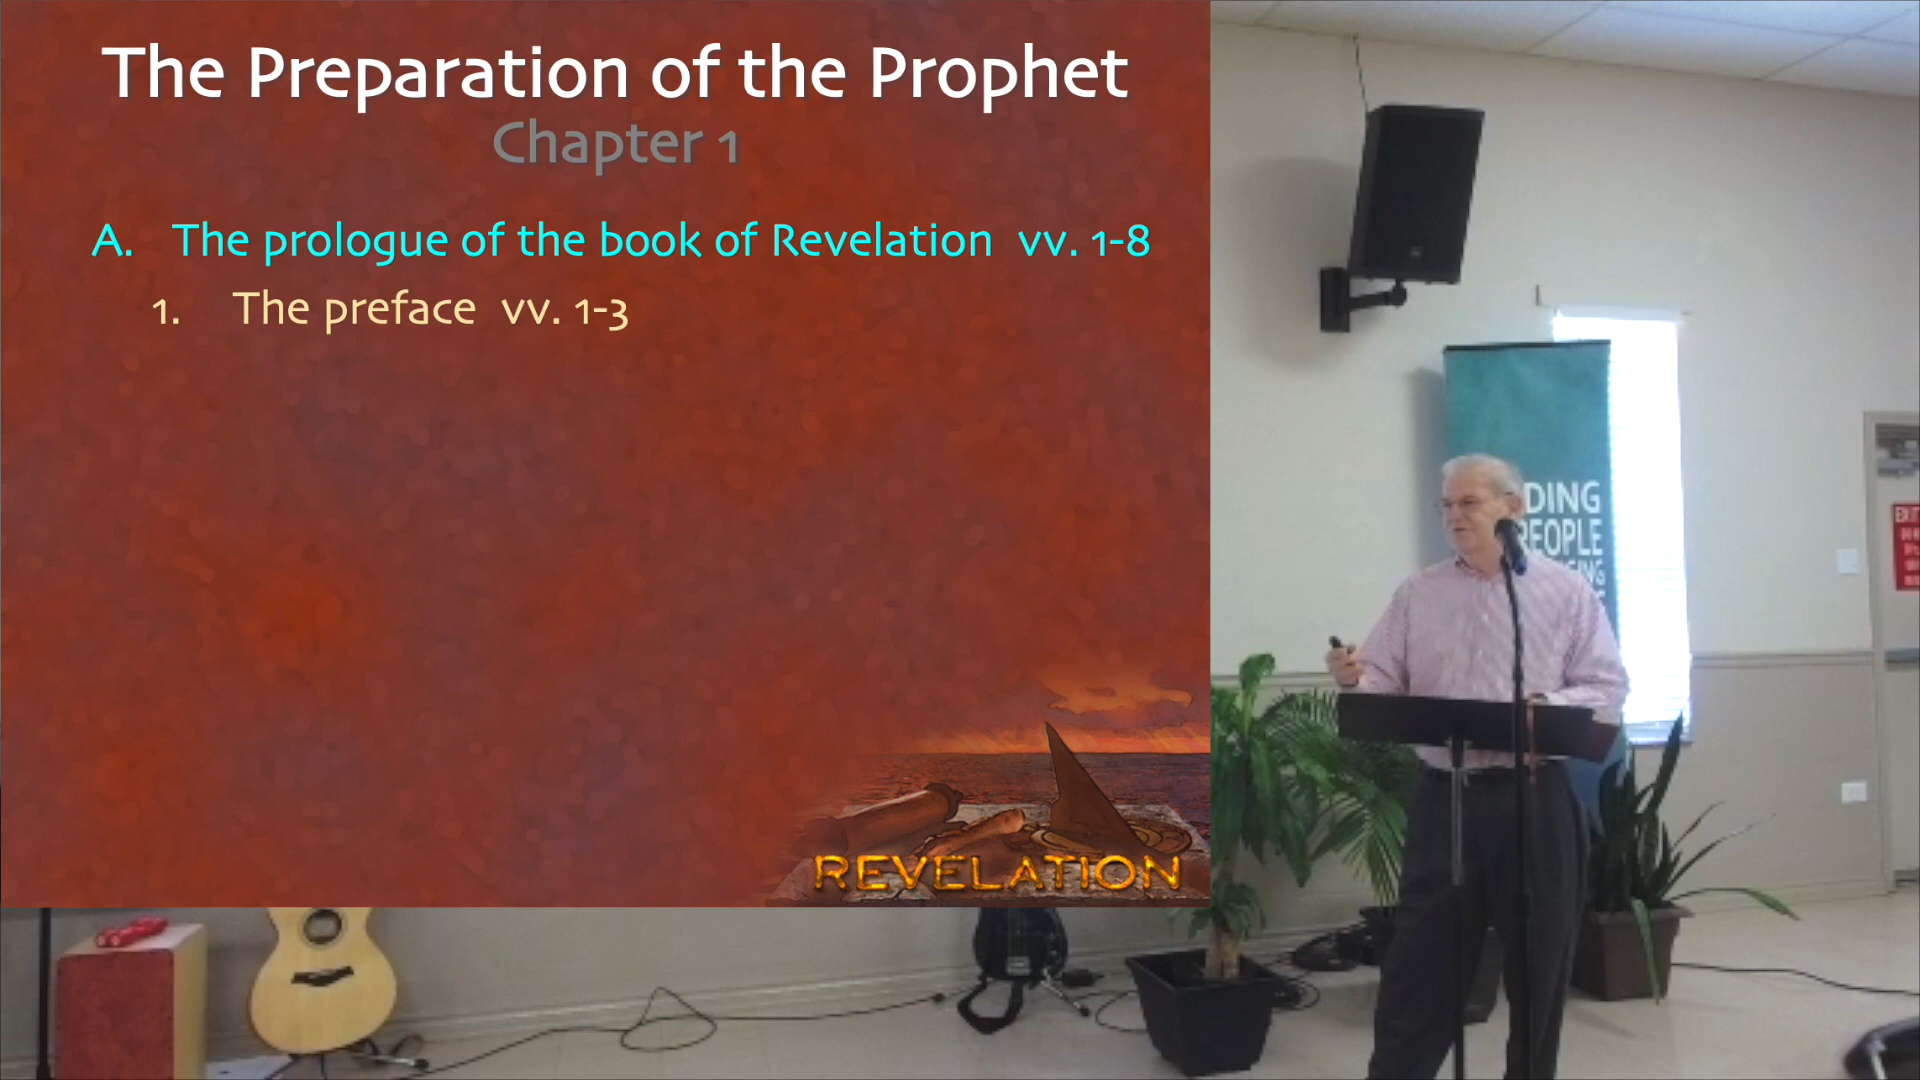 The Preparation of the Prophet
Chapter 1
A. The prologue of the book of Revelation vv. 1-8
1. The preface vv. 1-3
REVELATION
DING
PEOPLE